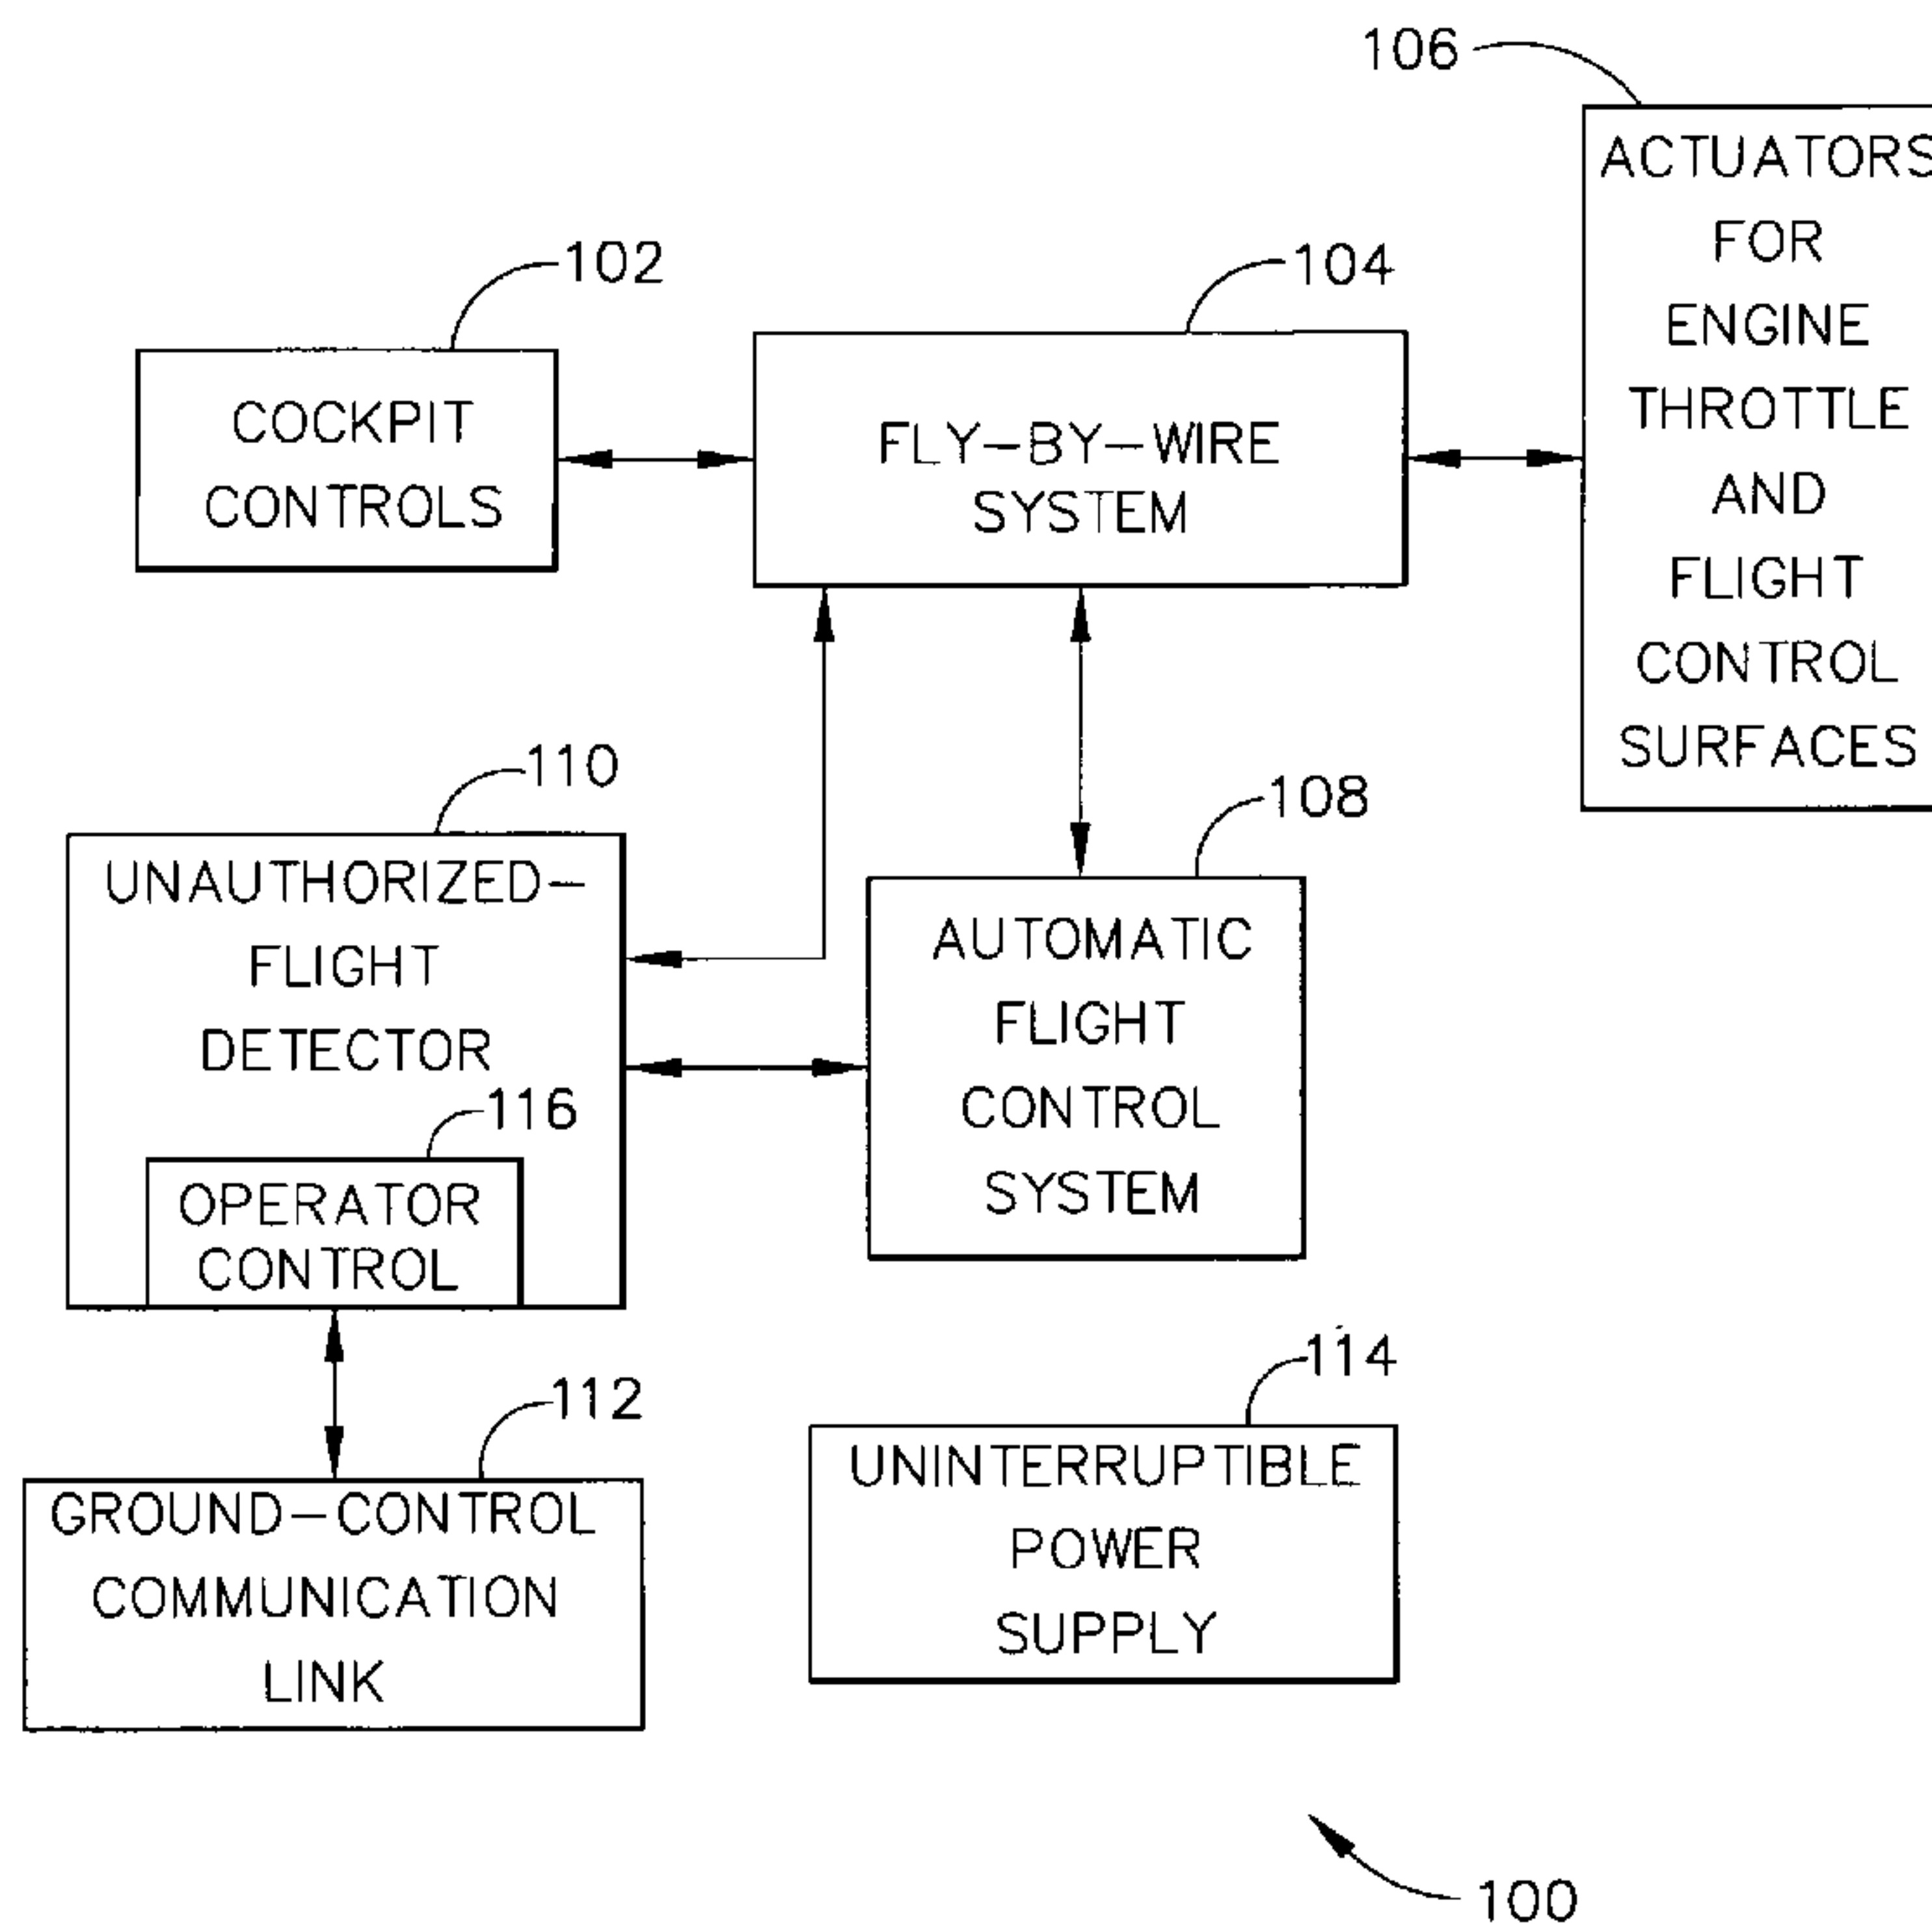 106
ACTUATORS
FOR
ENGINE
THROTTLE
AND
FLIGHT
CONTROL
SURFACES
102
COCKPIT
CONTROLS
104
FLY-BY-WIRE
SYSTEM
110
UNAUTHORIZED-
FLIGHT
DETECTOR
116
OPERATOR
CONTROL
108
AUTOMATIC
FLIGHT
CONTROL
SYSTEM
112
GROUND-CONTROL
COMMUNICATION
LINK
114
UNINTERRUPTIBLE
POWER
SUPPLY
100